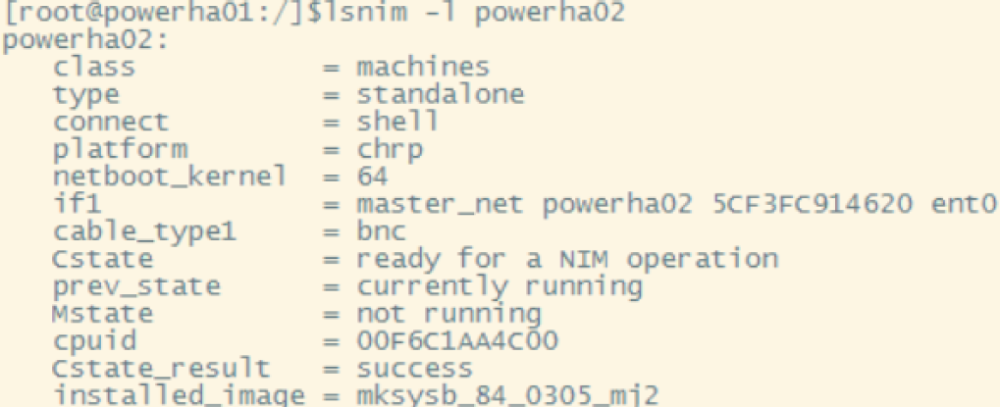 [root@powerha01:/]$lsnim -l powerha02
powerha02:
class = machines
type = standalone
connect = shell
platform = chrp
netboot_kernel = 64
if1 = master_net powerha02 5CF3FC914620 ent0
cable_type1 = bnc
Cstate = ready for a NIM operation
prev_state = currently running
Mstate = not running
cpuid = 00F6C1AA4C00
Cstate_result = success
installed_image = mksysb_84_0305_mj2